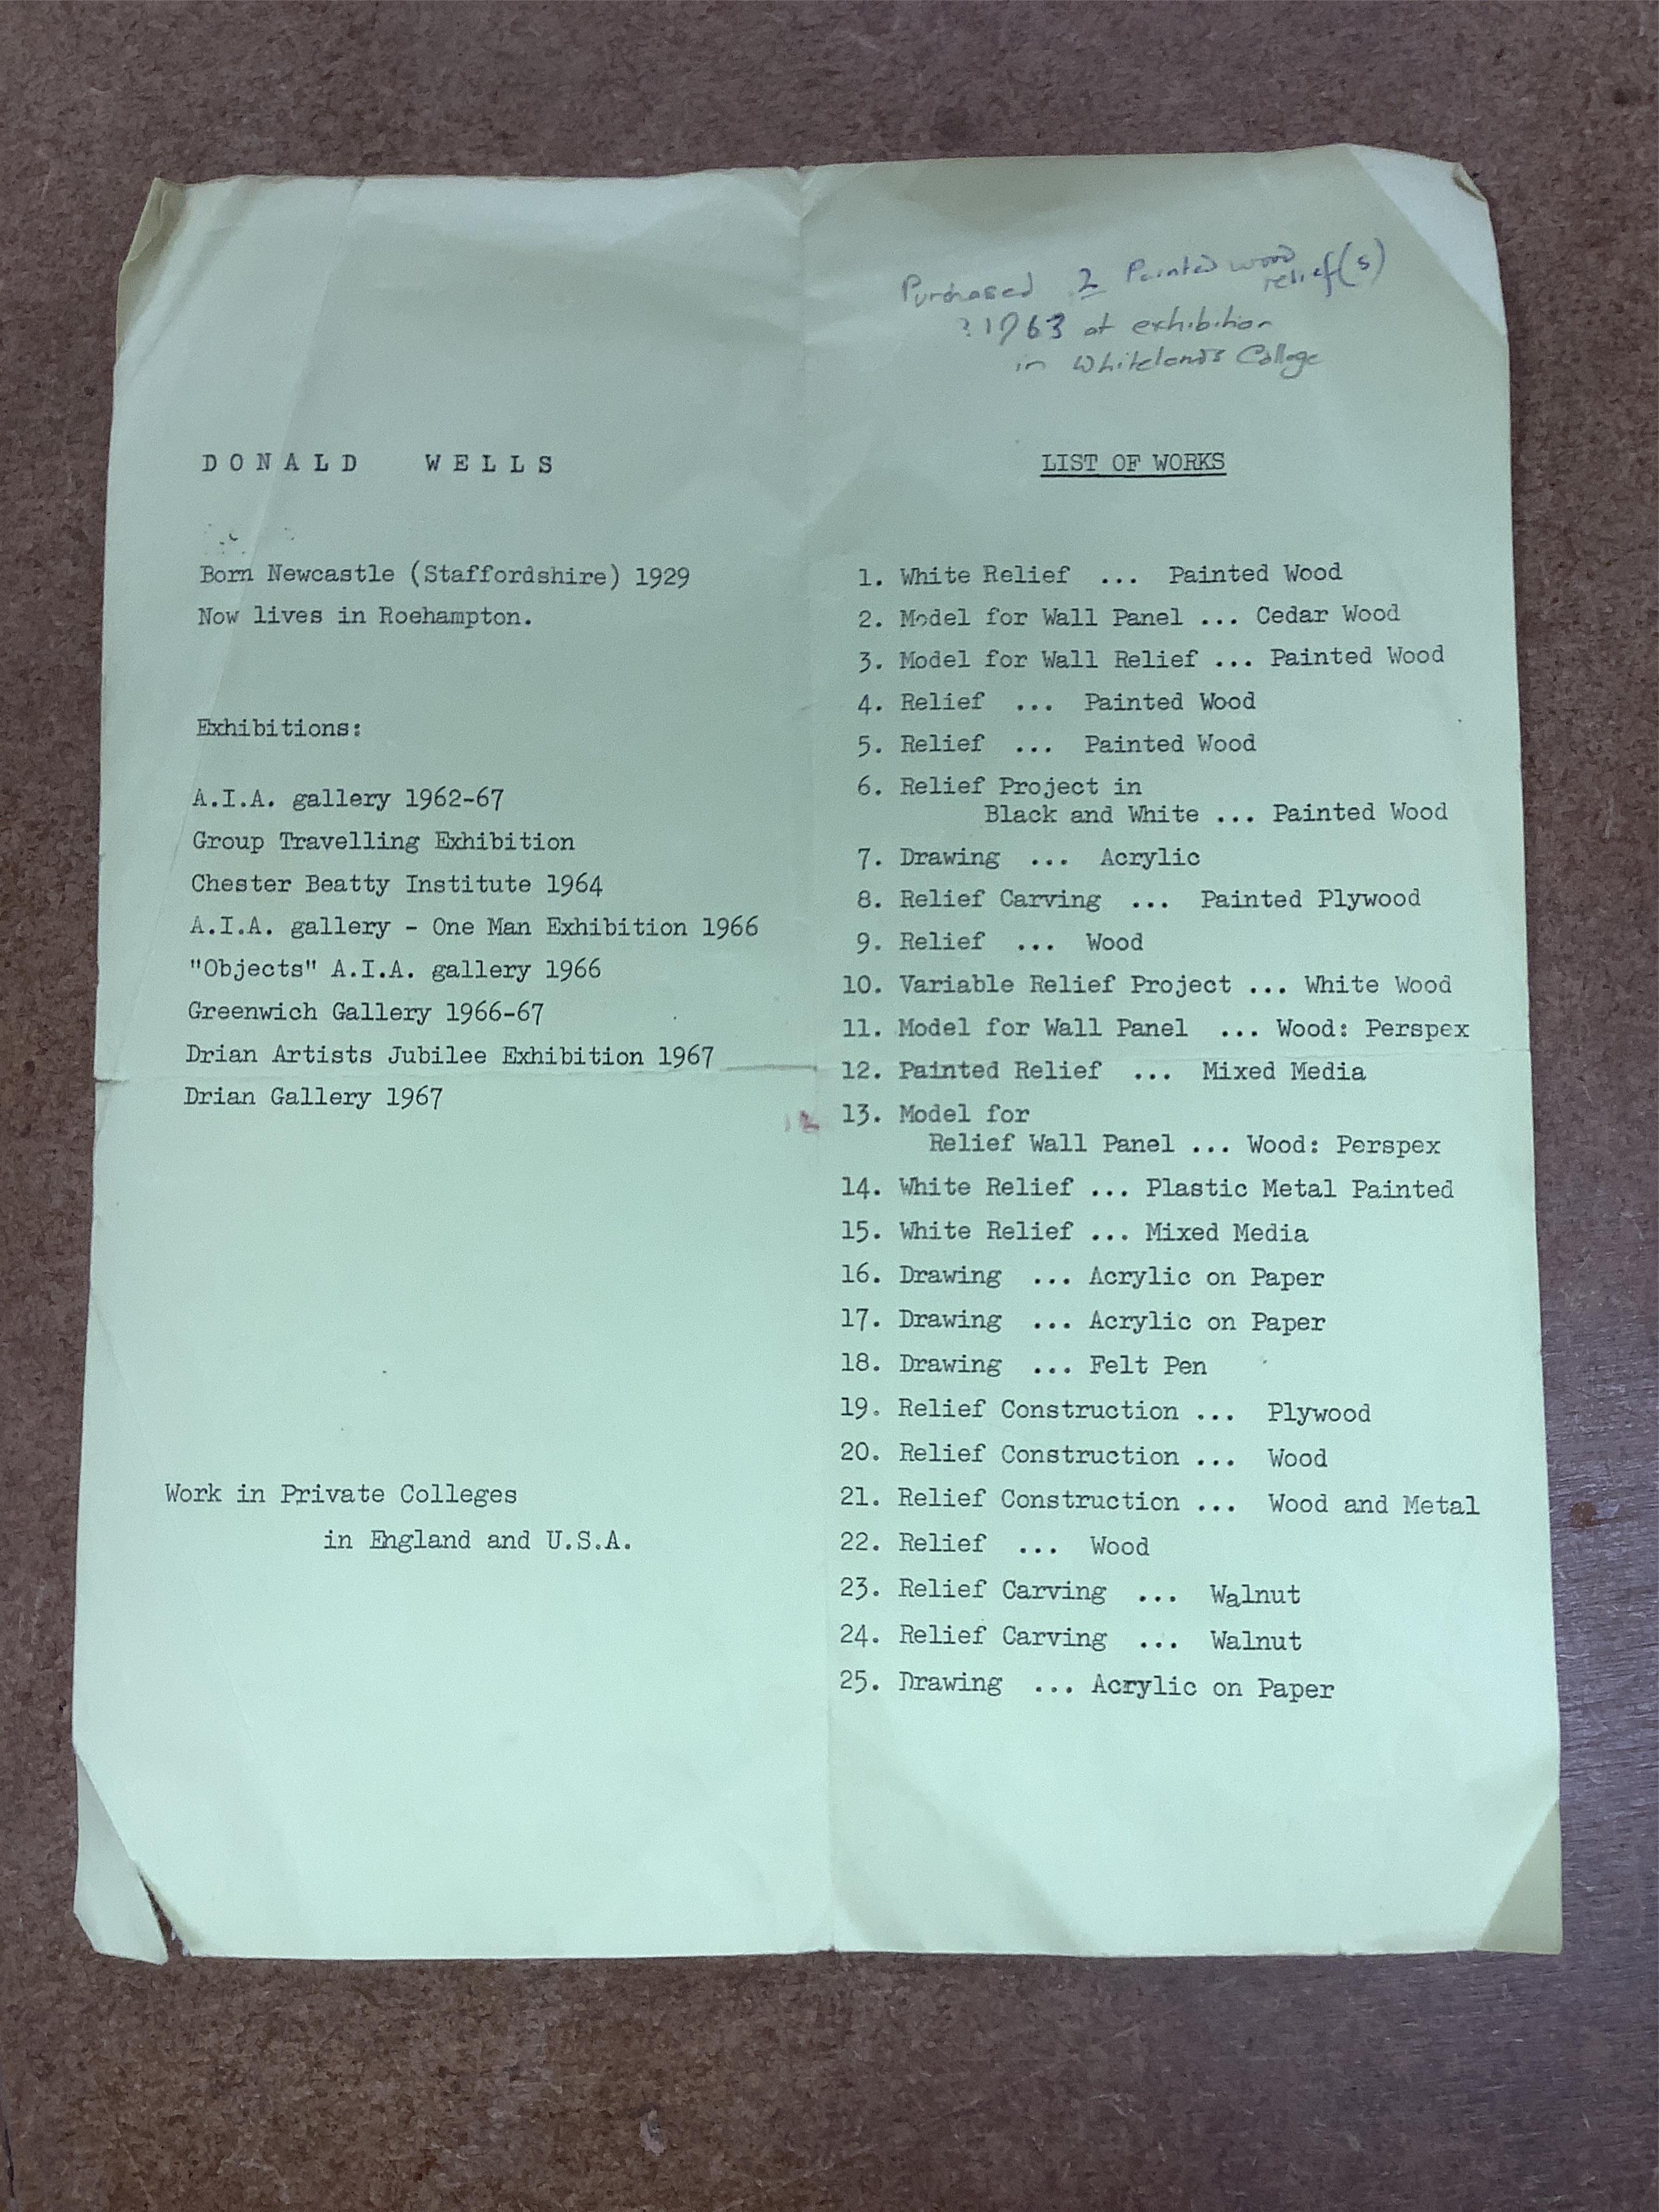 DONALD WELLS
Born Newcastle (Staffordshire) 1929
Now lives in Roehampton.
Exhibitions:
A.I.A. gallery 1962-67
Group Travelling Exhibition
Chester Beatty Institute 1964
A.I.A. gallery - One Man Exhibition 1966
"Objects" A.I.A. gallery 1966
Greenwich Gallery 1966-67
Drian Artists Jubilee Exhibition 1967
Drian Gallery 1967
Work in Private Colleges
in England and U.S.A.
Purchased 2 Painted wood
relief(s)
? 1963 at exhibition
in Whitelands College
LIST OF WORKS
1. White Relief ... Painted Wood
2. Model for Wall Panel ... Cedar Wood
3. Model for Wall Relief ... Painted Wood
4. Relief ... Painted Wood
5. Relief ... Painted Wood
6. Relief Project in
Black and White ... Painted Wood
7. Drawing ... Acrylic
8. Relief Carving ... Painted Plywood
9. Relief ... Wood
10. Variable Relief Project ... White Wood
11. Model for Wall Panel ... Wood: Perspex
12. Painted Relief ... Mixed Media
13. Model for
Relief Wall Panel ... Wood: Perspex
14. White Relief ... Plastic Metal Painted
15. White Relief ... Mixed Media
16. Drawing ... Acrylic on Paper
17. Drawing ... Acrylic on Paper
18. Drawing ... Felt Pen
19. Relief Construction ... Plywood
20. Relief Construction ... Wood
21. Relief Construction ... Wood and Metal
22. Relief ... Wood
23. Relief Carving ... Walnut
24. Relief Carving ... Walnut
25. Drawing ... Acrylic on Paper